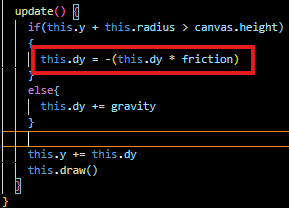 update() {
if(this.y + this.radius > canvas.height)
{
this.dy = -(this.dy * friction)
}
else{
this.dy += gravity
}
this.y += this.dy
this.draw()
}
}